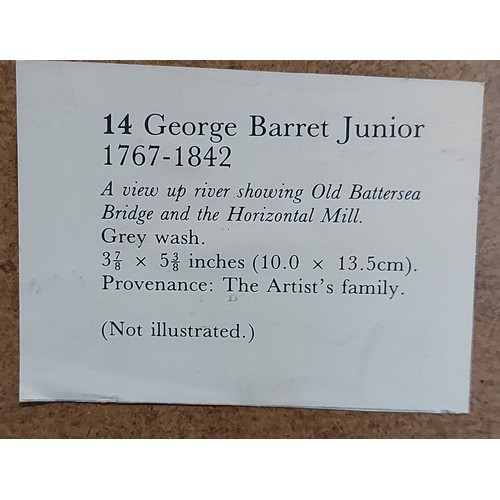 14 George Barret Junior
1767-1842
A view up river showing Old Battersea
Bridge and the Horizontal Mill.
Grey wash.
3⅞ × 5⅜ inches (10.0 × 13.5cm).
Provenance: The Artist's family.
(Not illustrated.)